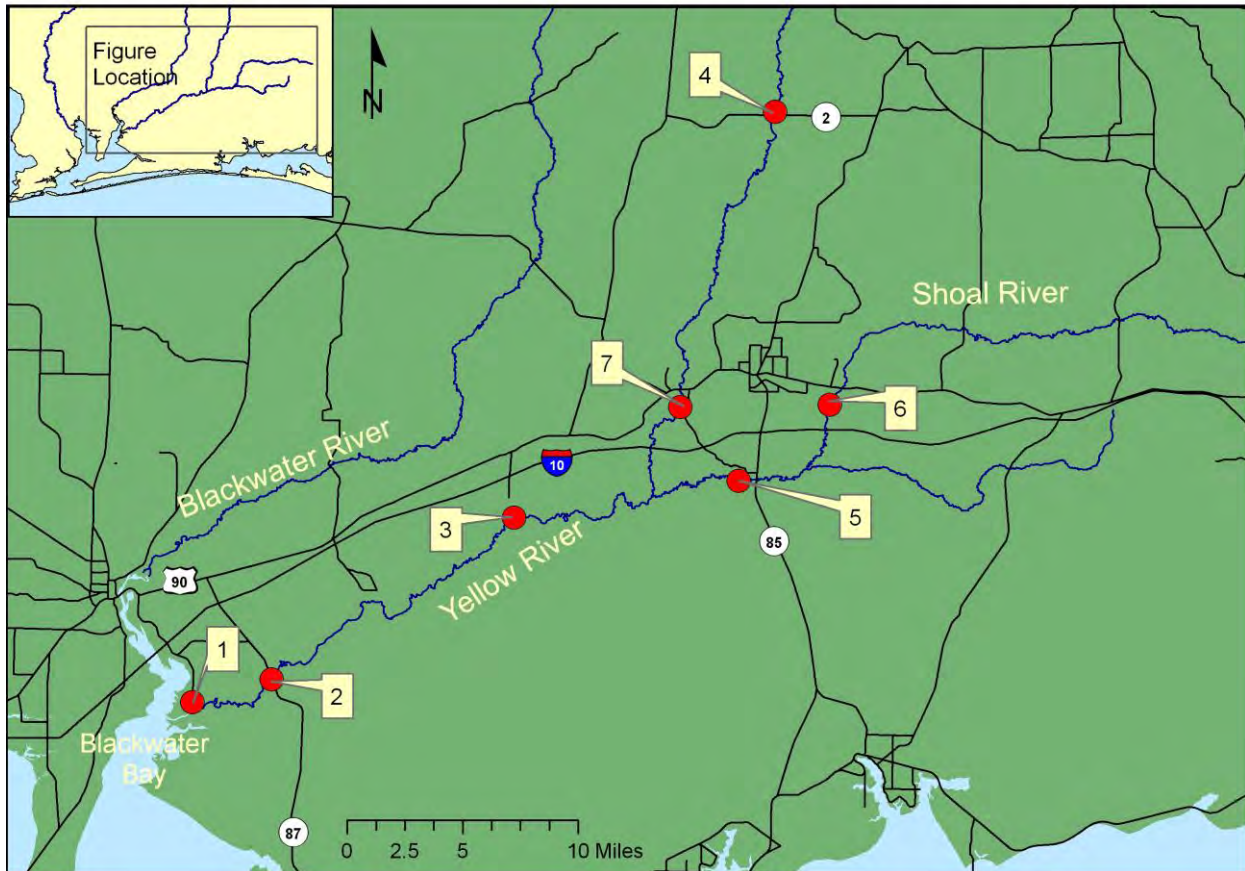 Figure
Location
N
4
2
Shoal River
7
6
Blackwater River
10
3
5
Yellow River
85
90
1
2
Blackwater
Bay
87
0 2.5 5 10 Miles